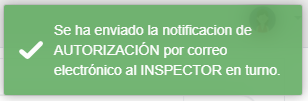 Se ha enviado la notificacion de
AUTORIZACIÓN por correo
electrónico al INSPECTOR en turno.